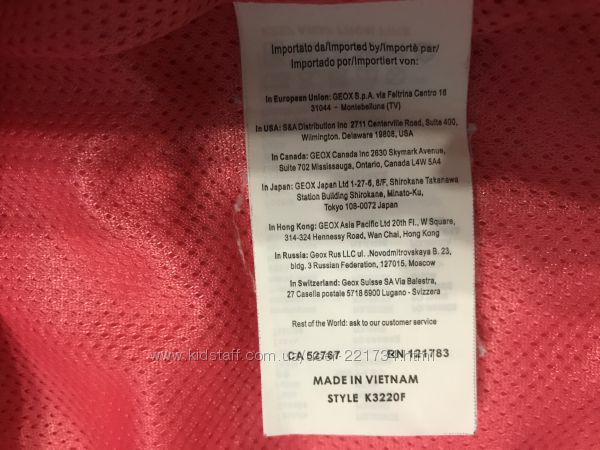 Importato da/Imported by/Importè par/
Importado por/Importiert von:
In European Union: GEOX S.p.A. via Feltrina Centro 16
31044 - Montebelluna (TV)
In USA: S&A Distribution Inc 2711 Centerville Road, Suite 400,
Wilmington. Delaware 19808, USA
In Canada: GEOX Canada Inc 2630 Skymark Avenue,
Suite 702 Mississauga, Ontario, Canada L4W 5A4
In Japan: GEOX Japan Ltd 1-27-6, 8/F, Shirokane Takanawa
Station Building Shirokane, Minato-Ku,
Tokyo 108-0072 Japan
In Hong Kong: GEOX Asia Pacific Ltd 20th Fl., W Square,
314-324 Hennessy Road, Wan Chai, Hong Kong
In Russia: Geox Rus LLC ul. .Novodmitrovskaya B. 23,
bldg. 3 Russian Federation, 127015, Moscow
In Switzerland: Geox Suisse SA Via Balestra,
27 Casella postale 5718 6900 Lugano - Svizzera
Rest of the World: ask to our customer service
CA 52767 RN 121783
MADE IN VIETNAM
STYLE K3220F